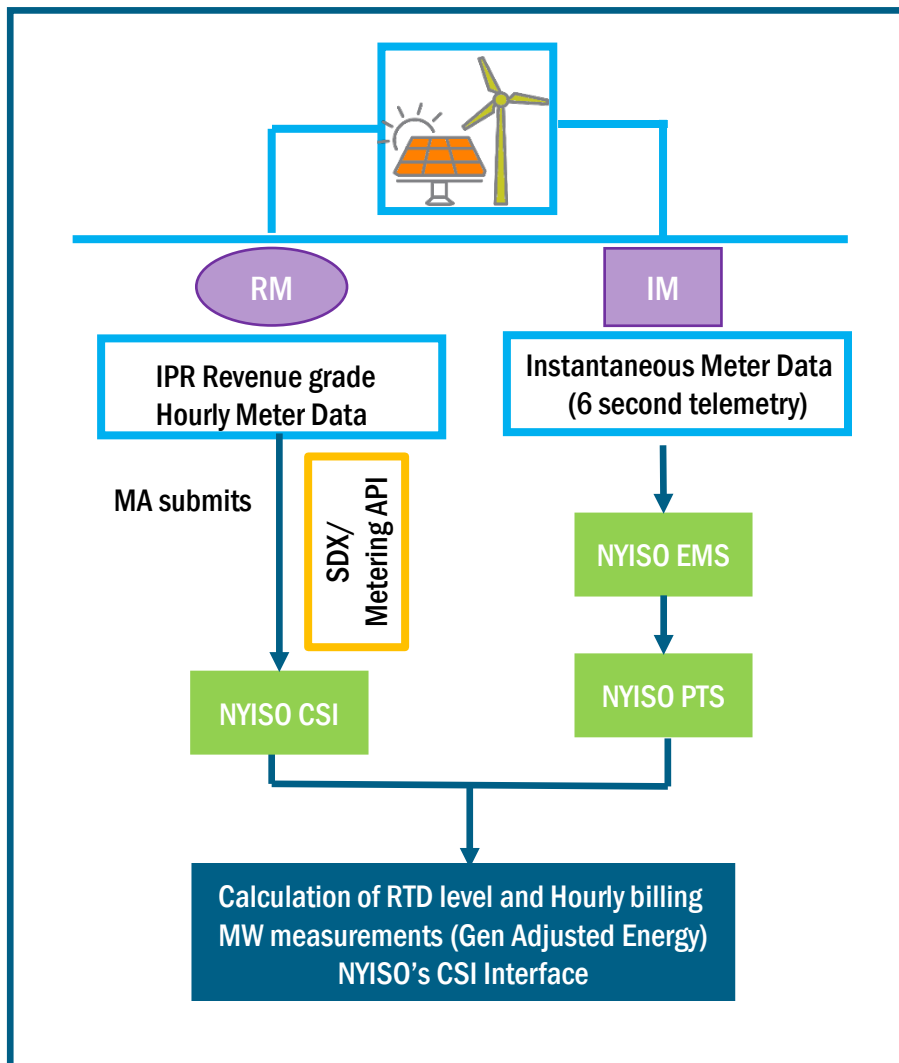 RM
IM
IPR Revenue grade
Hourly Meter Data
Instantaneous Meter Data
(6 second telemetry)
MA submits
SDX/
Metering API
NYISO EMS
NYISO CSI
NYISO PTS
Calculation of RTD level and Hourly billing
MW measurements (Gen Adjusted Energy)
NYISO's CSI Interface